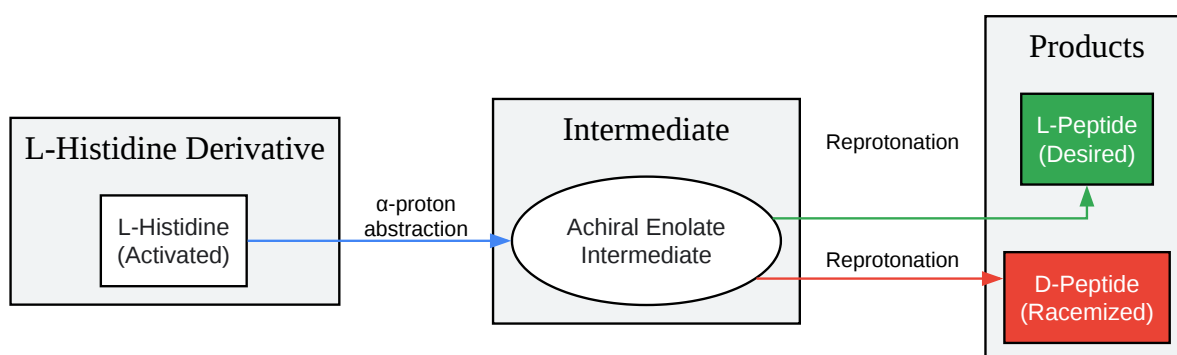 L-Histidine Derivative
L-Histidine
(Activated)
α-proton
abstraction
Intermediate
Achiral Enolate
Intermediate
Reprotonation
Reprotonation
Products
L-Peptide
(Desired)
D-Peptide
(Racemized)